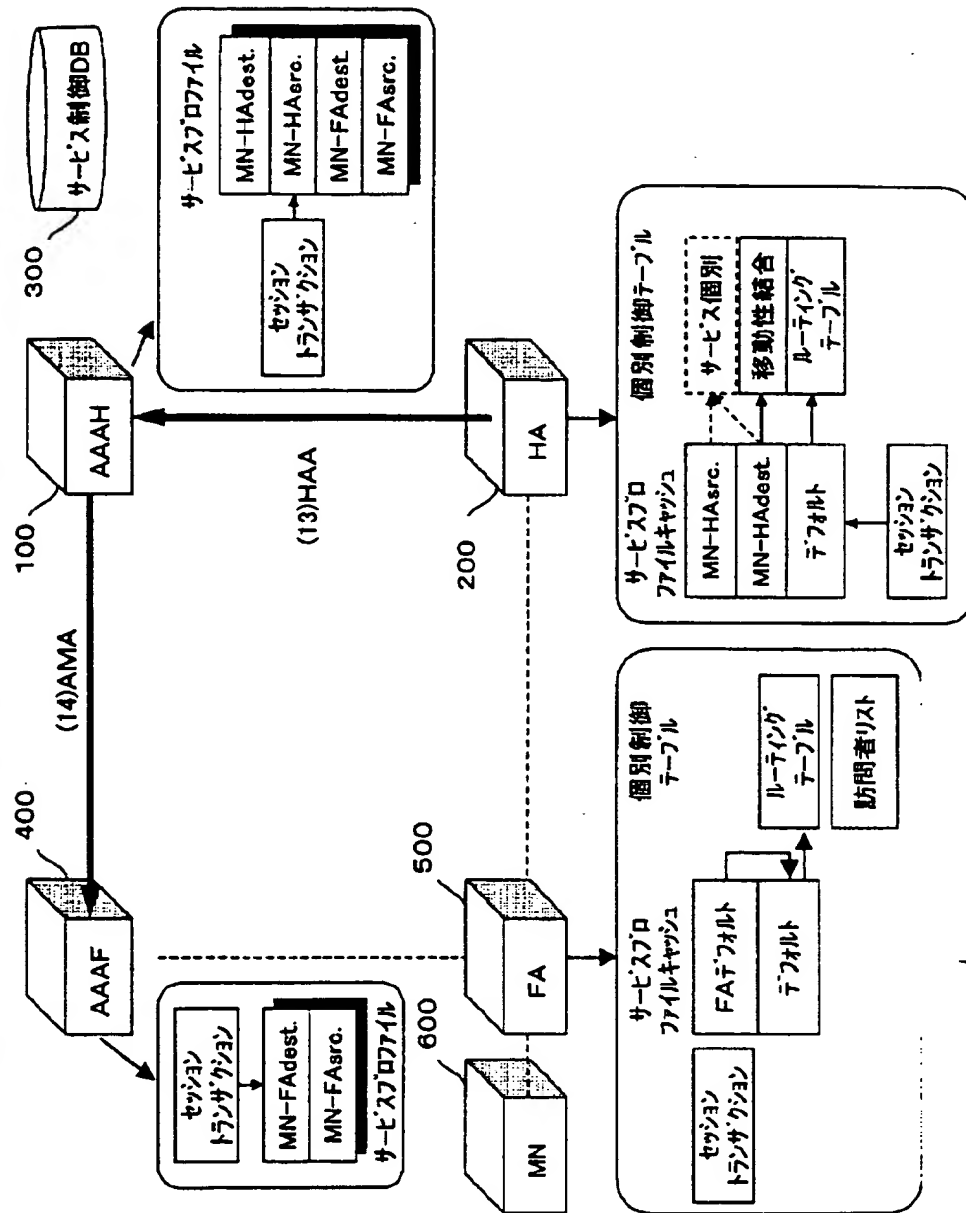 サービス制御DB
300
AAAH
100
サービスプロファイル
MN-HAdest.
MN-HAsrc.
MN-FAdest.
MN-FAsrc.
セッション
トランザクション
(14)AMA
(13)HAA
AAAF
400
セッション
トランザクション
MN-FAdest.
MN-FAsrc.
サービスプロファイル
HA
200
FA
500
MN
600
サービスプロ
ファイルキャッシュ
個別制御テーブル
MN-HAsrc.
MN-HAdest.
デフォルト
サービス個別
移動性結合
ルーティング
テーブル
セッション
トランザクション
サービスプロ
ファイルキャッシュ
個別制御
テーブル
セッション
トランザクション
FAデフォルト
デフォルト
ルーティング
テーブル
訪問者リスト